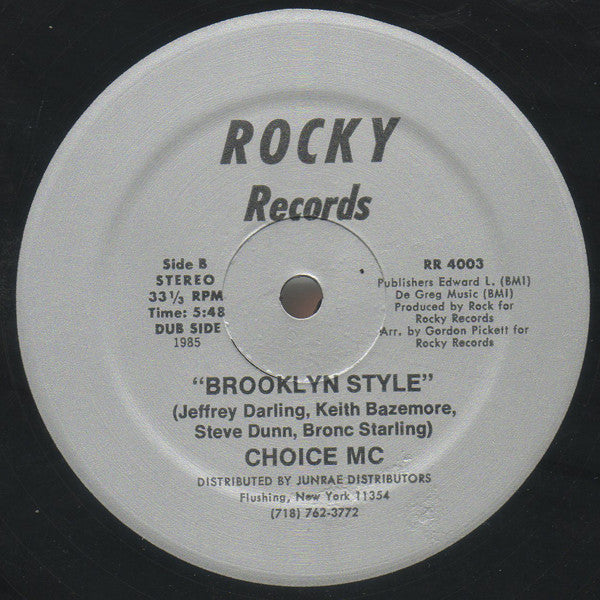 ROCKY
Records
Side B
STEREO
33 1/3 RPM
Time: 5:48
DUB SIDE
1985
RR 4003
Publishers Edward L. (BMI)
De Greg Music (BMI)
Produced by Rock for
Rocky Records
Arr. by Gordon Pickett for
Rocky Records
"BROOKLYN STYLE"
(Jeffrey Darling, Keith Bazemore,
Steve Dunn, Bronc Starling)
CHOICE MC
DISTRIBUTED BY JUNRAE DISTRIBUTORS
Flushing, New York 11354
(718) 762-3772